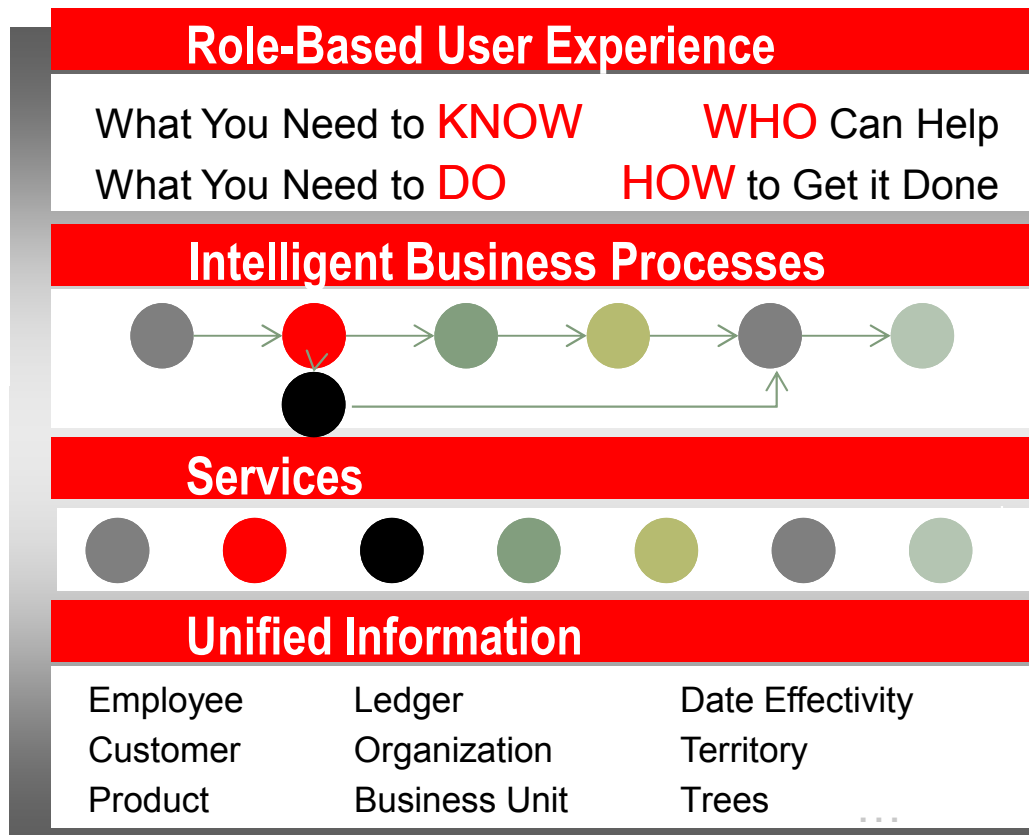 Role-Based User Experience
What You Need to KNOW WHO Can Help
What You Need to DO HOW to Get it Done
Intelligent Business Processes
Services
Unified Information
Employee Ledger Date Effectivity
Customer Organization Territory
Product Business Unit Trees
...